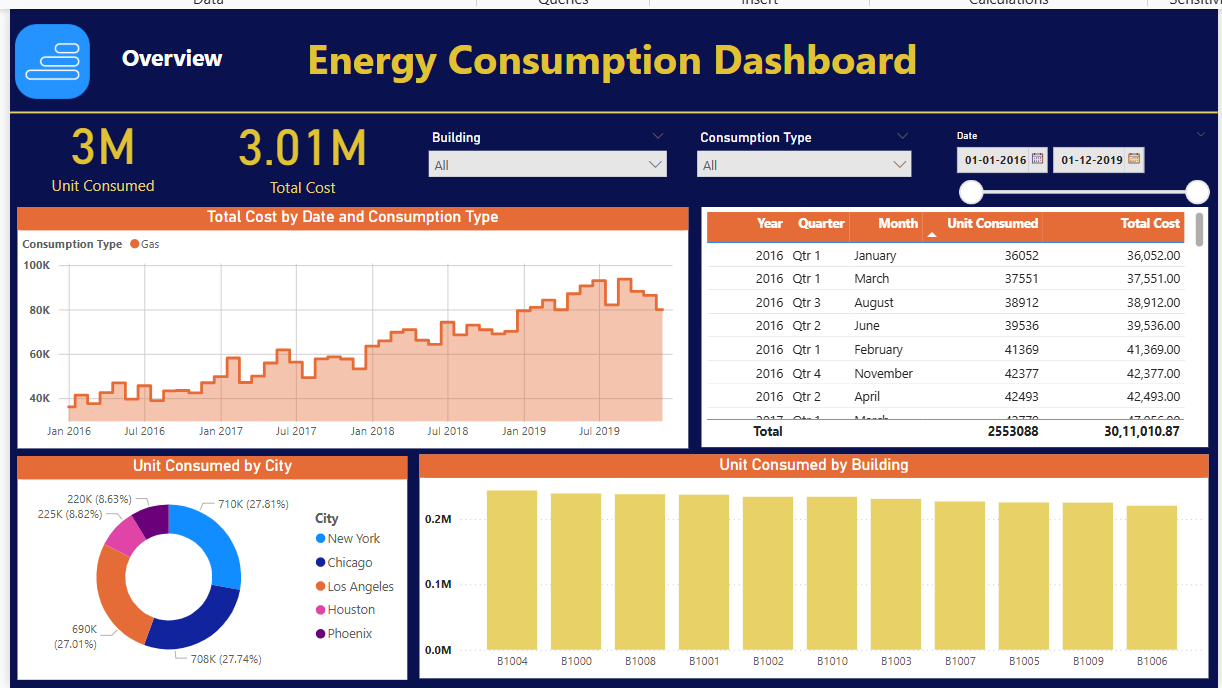 Data Queries Insert Calculations
Overview
Energy Consumption Dashboard
3M
Unit Consumed
3.01M
Total Cost
Building
All
Consumption Type
All
Date
01-01-2016 01-12-2019
Total Cost by Date and Consumption Type
Consumption Type Gas
100K
80K
60K
40K
Jan 2016 Jul 2016 Jan 2017 Jul 2017 Jan 2018 Jul 2018 Jan 2019 Jul 2019
Year Quarter Month Unit Consumed Total Cost
2016 Qtr 1 January 36052 36,052.00
2016 Qtr 1 March 37551 37,551.00
2016 Qtr 3 August 38912 38,912.00
2016 Qtr 2 June 39536 39,536.00
2016 Qtr 1 February 41369 41,369.00
2016 Qtr 4 November 42377 42,377.00
2016 Qtr 2 April 42493 42,493.00
2017 Qtr 1 March
Total 2553088 30,11,010.87
Unit Consumed by City
220K (8.63%)
225K (8.82%)
710K (27.81%)
690K
(27.01%)
708K (27.74%)
City
New York
Chicago
Los Angeles
Houston
Phoenix
Unit Consumed by Building
0.2M
0.1M
0.0M
B1004 B1000 B1008 B1001 B1002 B1010 B1003 B1007 B1005 B1009 B1006